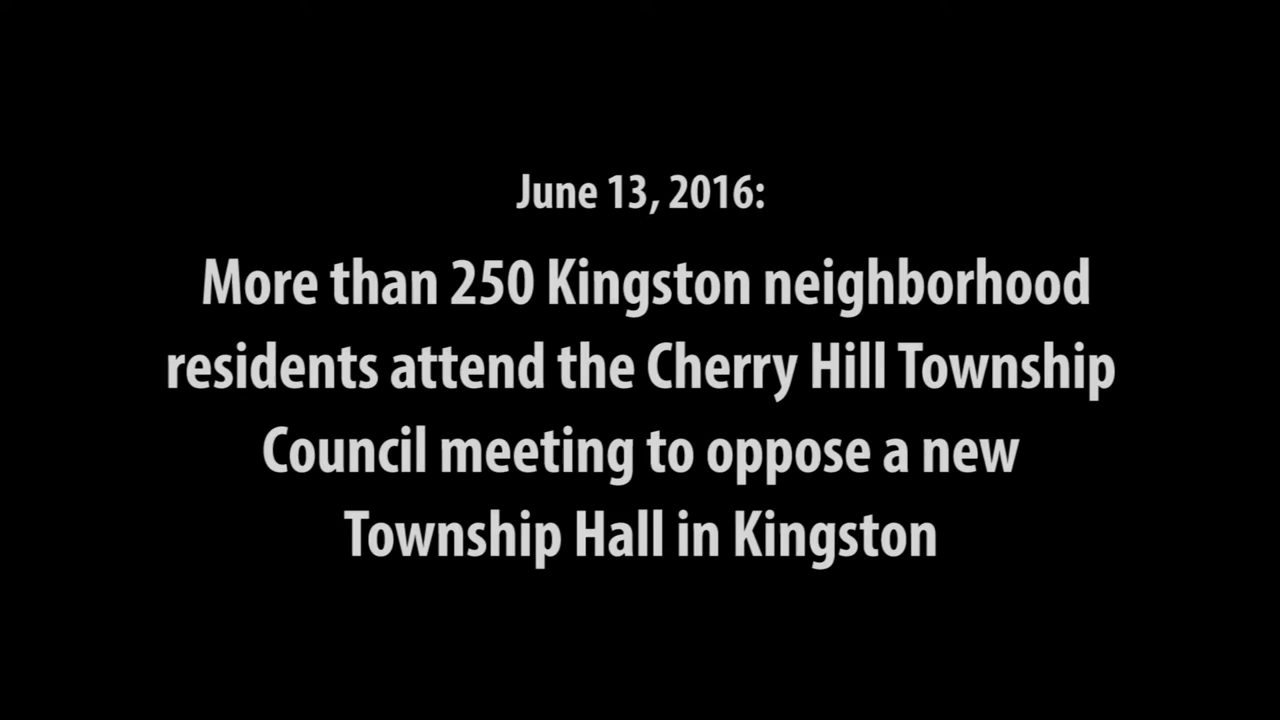 June 13, 2016:
More than 250 Kingston neighborhood
residents attend the Cherry Hill Township
Council meeting to oppose a new
Township Hall in Kingston